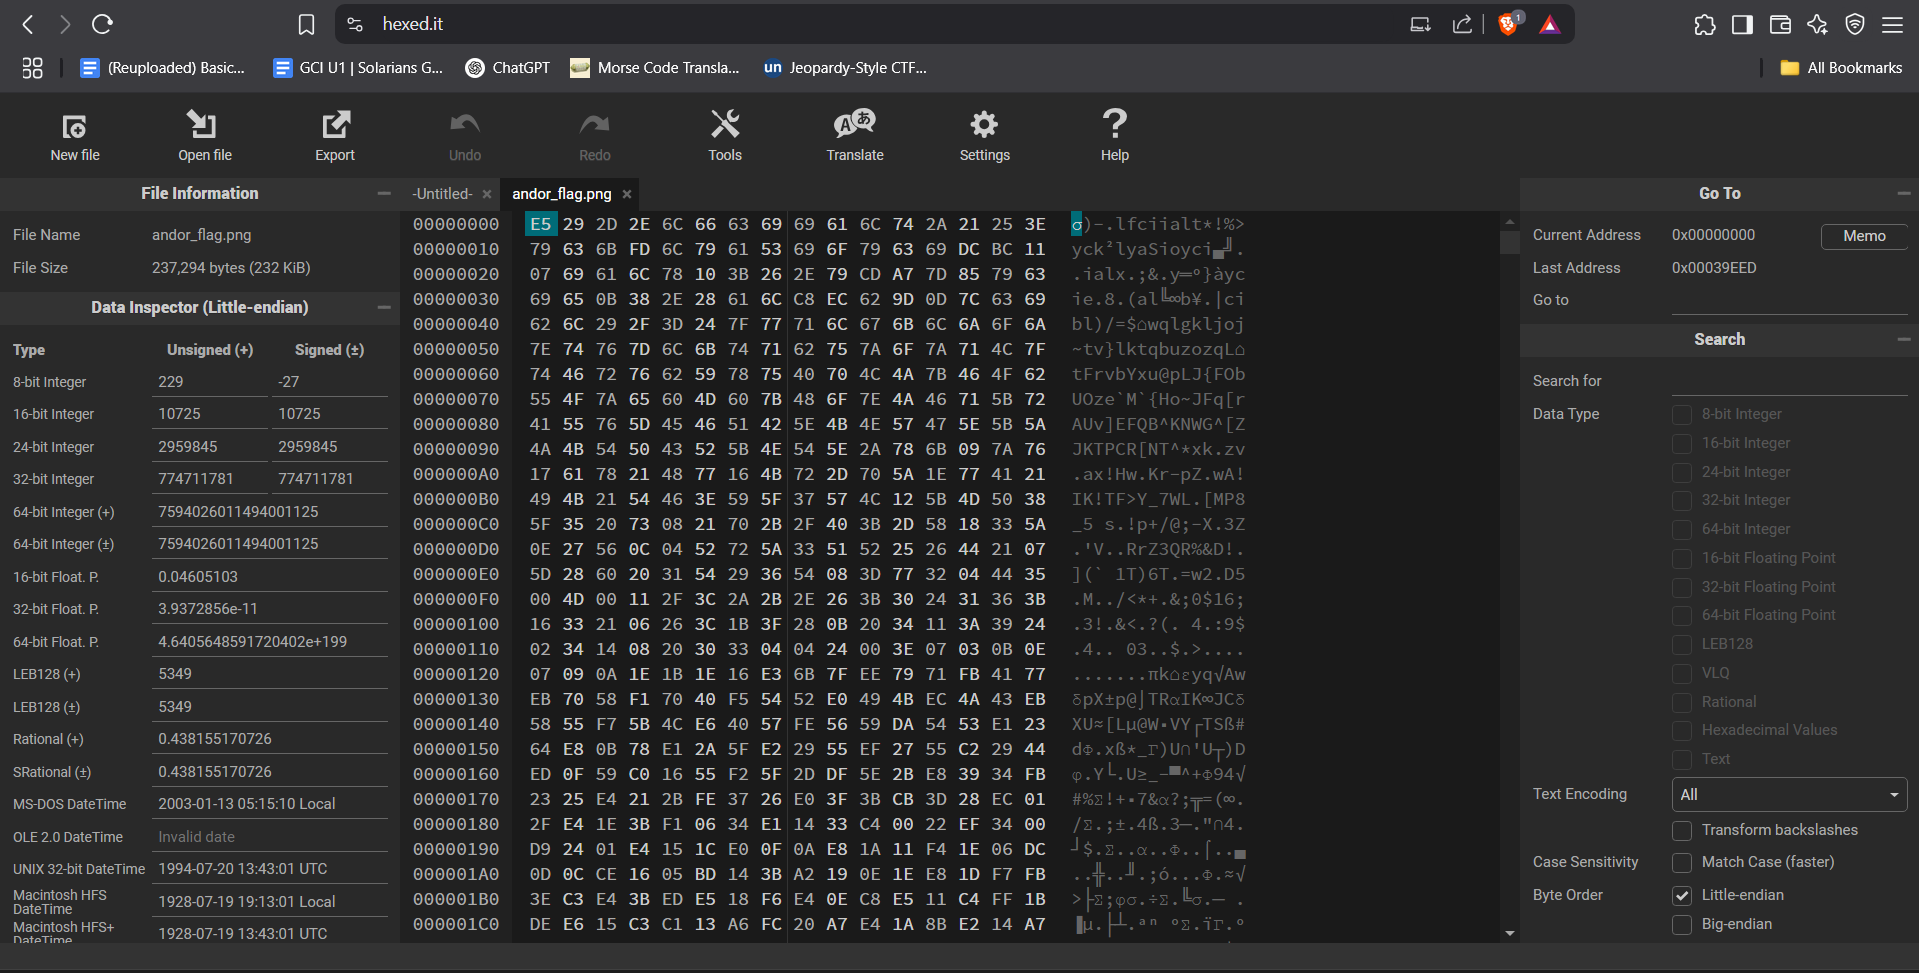 hexed.it
1
(Reuploaded) Basic...
GCI U1 | Solarians G...
ChatGPT
Morse Code Transla...
un Jeopardy-Style CTF...
All Bookmarks
New file
Open file
Export
Undo
Redo
Tools
Translate
Settings
Help
File Information
File Name andor_flag.png
File Size 237,294 bytes (232 KiB)
Data Inspector (Little-endian)
Type Unsigned (+) Signed (±)
8-bit Integer 229 -27
16-bit Integer 10725 10725
24-bit Integer 2959845 2959845
32-bit Integer 774711781 774711781
64-bit Integer (+) 7594026011494001125
64-bit Integer (±) 7594026011494001125
16-bit Float. P. 0.04605103
32-bit Float. P. 3.9372856e-11
64-bit Float. P. 4.6405648591720402e+199
LEB128 (+) 5349
LEB128 (±) 5349
Rational (+) 0.438155170726
SRational (±) 0.438155170726
MS-DOS DateTime 2003-01-13 05:15:10 Local
OLE 2.0 DateTime Invalid date
UNIX 32-bit DateTime 1994-07-20 13:43:01 UTC
Macintosh HFS
DateTime
1928-07-19 19:13:01 Local
Macintosh HFS+
DateTime
1928-07-19 13:43:01 UTC
-Untitled- × andor_flag.png ×
00000000 E5 29 2D 2E 6C 66 63 69 69 61 6C 74 2A 21 25 3E σ)-.lfciialt*!%>
00000010 79 63 6B FD 6C 79 61 53 69 6F 79 63 69 DC BC 11 yck²lyaSioyci▄╝.
00000020 07 69 61 6C 78 10 3B 26 2E 79 CD A7 7D 85 79 63 .ialx.;&.y═º}àyc
00000030 69 65 0B 38 2E 28 61 6C C8 EC 62 9D 0D 7C 63 69 ie.8.(al╚∞b¥.|ci
00000040 62 6C 29 2F 3D 24 7F 77 71 6C 67 6B 6C 6A 6F 6A bl)/=$⌂wqlgkljoj
00000050 7E 74 76 7D 6C 6B 74 71 62 75 7A 6F 7A 71 4C 7F ~tv}lktqbuzozqL⌂
00000060 74 46 72 76 62 59 78 75 40 70 4C 4A 7B 46 4F 62 tFrvbYxu@pLJ{FOb
00000070 55 4F 7A 65 60 4D 60 7B 48 6F 7E 4A 46 71 5B 72 UOze`M`{Ho~JFq[r
00000080 41 55 76 5D 45 46 51 42 5E 4B 4E 57 47 5E 5B 5A AUv]EFQB^KNWG^[Z
00000090 4A 4B 54 50 43 52 5B 4E 54 5E 2A 78 6B 09 7A 76 JKTPCR[NT^*xk.zv
000000A0 17 61 78 21 48 77 16 4B 72 2D 70 5A 1E 77 41 21 .ax!Hw.Kr-pZ.wA!
000000B0 49 4B 21 54 46 3E 59 5F 37 57 4C 12 5B 4D 50 38 IK!TF>Y_7WL.[MP8
000000C0 5F 35 20 73 08 21 70 2B 2F 40 3B 2D 58 18 33 5A _5 s.!p+/@;-X.3Z
000000D0 0E 27 56 0C 04 52 72 5A 33 51 52 25 26 44 21 07 .'V..RrZ3QR%&D!.
000000E0 5D 28 60 20 31 54 29 36 54 08 3D 77 32 04 44 35 ](` 1T)6T.=w2.D5
000000F0 00 4D 00 11 2F 3C 2A 2B 2E 26 3B 30 24 31 36 3B .M../<*+.&;0$16;
00000100 16 33 21 06 26 3C 1B 3F 28 0B 20 34 11 3A 39 24 .3!.&<.?(. 4.:9$
00000110 02 34 14 08 20 30 33 04 04 24 00 3E 07 03 0B 0E .4.. 03..$.>....
00000120 07 09 0A 1E 1B 1E 16 E3 6B 7F EE 79 71 FB 41 77 .......πk⌂εyq√Aw
00000130 EB 70 58 F1 70 40 F5 54 52 E0 49 4B EC 4A 43 EB δpX±p@⌡TRαIK∞JCδ
00000140 58 55 F7 5B 4C E6 40 57 FE 56 59 DA 54 53 E1 23 XU≈[Lµ@W▪VY┌TSß#
00000150 64 E8 0B 78 E1 2A 5F E2 29 55 EF 27 55 C2 29 44 dΦ.xß*_Γ)U∩'U┬)D
00000160 ED 0F 59 C0 16 55 F2 5F 2D DF 5E 2B E8 39 34 FB φ.Y└.U≥_-▀^+Φ94√
00000170 23 25 E4 21 2B FE 37 26 E0 3F 3B CB 3D 28 EC 01 #%Σ!+▪7&α?;╦=(∞.
00000180 2F E4 1E 3B F1 06 34 E1 14 33 C4 00 22 EF 34 00 /Σ.;±.4ß.3─."∩4.
00000190 D9 24 01 E4 15 1C E0 0F 0A E8 1A 11 F4 1E 06 DC ┘$.Σ..α..Φ..⌠..▄
000001A0 0D 0C CE 16 05 BD 14 3B A2 19 0E 1E E8 1D F7 FB ..╬..╜.;ó...Φ.≈√
000001B0 3E C3 E4 3B ED E5 18 F6 E4 0E C8 E5 11 C4 FF 1B >├Σ;φσ.÷Σ.╚σ.─ .
000001C0 DE E6 15 C3 C1 13 A6 FC 20 A7 E4 1A 8B E2 14 A7 ▐µ.├┴.ªⁿ ºΣ.ïΓ.º
Go To
Current Address 0x00000000 Memo
Last Address 0x00039EED
Go to
Search
Search for
Data Type 8-bit Integer
16-bit Integer
24-bit Integer
32-bit Integer
64-bit Integer
16-bit Floating Point
32-bit Floating Point
64-bit Floating Point
LEB128
VLQ
Rational
Hexadecimal Values
Text
Text Encoding All
Transform backslashes
Case Sensitivity Match Case (faster)
Byte Order Little-endian
Big-endian